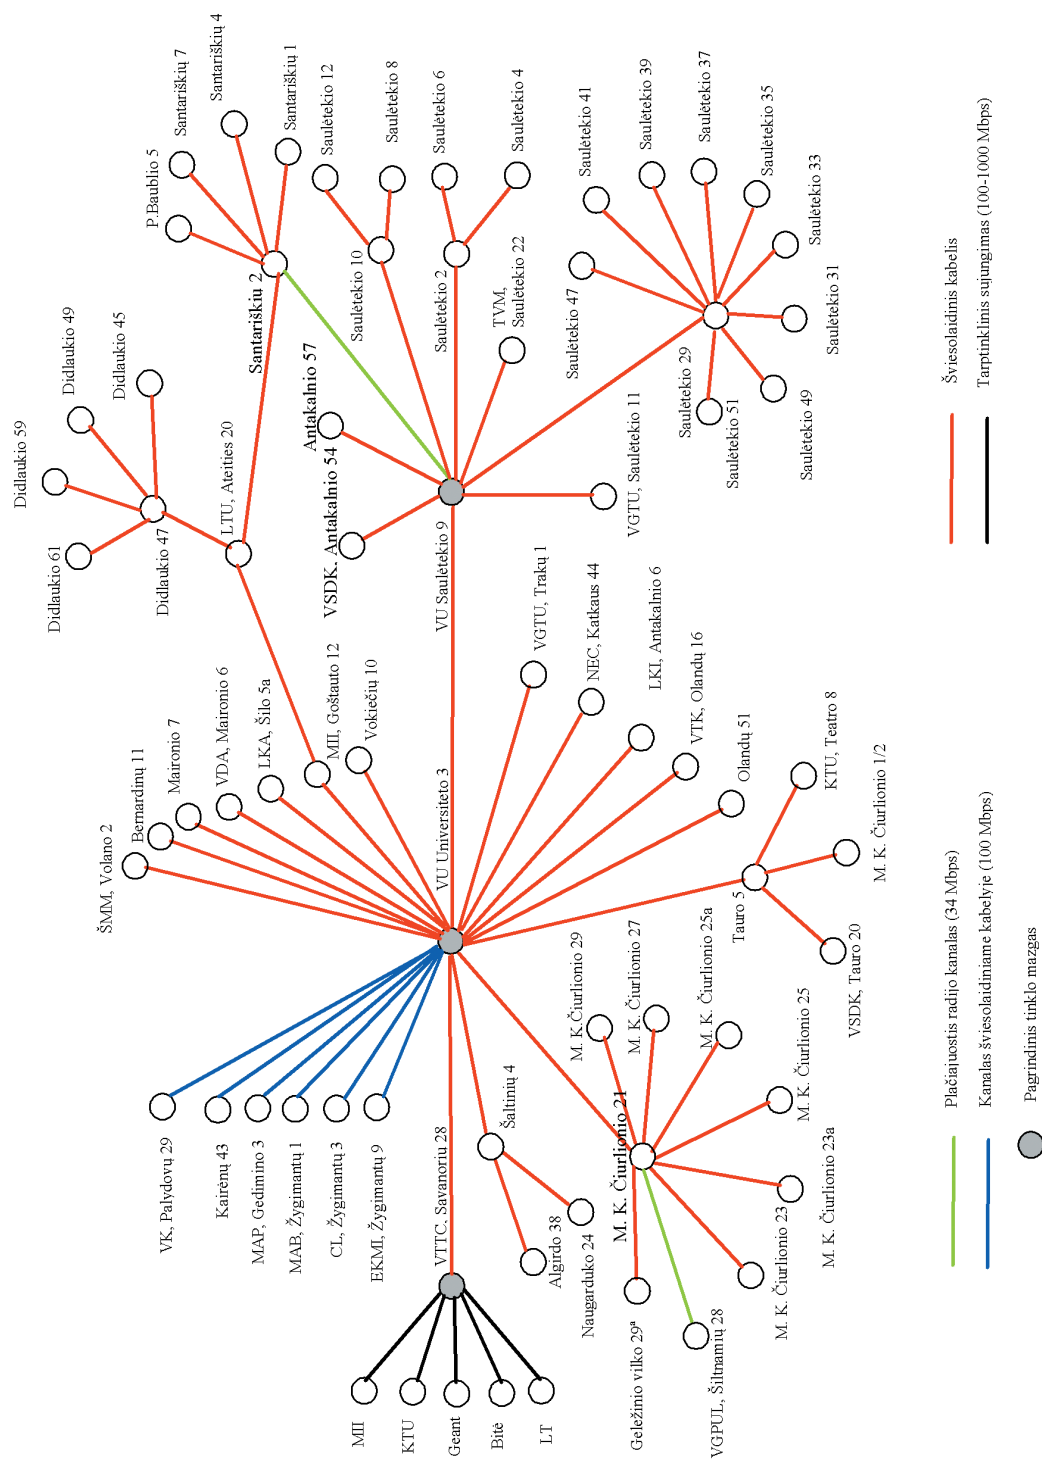 MII
KTU
Geant
Bitė
LT
VTTC. Savanorių 28
VK, Palydovų 29
Kairėnų 43
MAP, Gedimino 3
MAB, Žygimantų 1
CL, Žygimantų 3
EKMI, Žygimantų 9
Šaltinių 4
Algirdo 38
Naugarduko 24
ŠMM, Volano 2
Bernardinų 11
Maironio 7
VDA, Maironio 6
LKA, Šilo 5a
MII, Goštauto 12
Vokiečių 10
VU Universiteto 3
M. K. Čiurlionio 21
M. K.Čiurlionio 29
M. K. Čiurlionio 27
M. K. Čiurlionio 25a
M. K. Čiurlionio 25
M. K. Čiurlionio 23a
M. K. Čiurlionio 23
Geležinio vilko 29ª
VGPUL, Šiltnamių 28
VGTU, Trakų 1
NEC, Katkaus 44
LKI, Antakalnio 6
VTK, Olandų 16
Olandų 51
Tauro 5
KTU, Teatro 8
M. K. Čiurlionio 1/2
VSDK, Tauro 20
Didlaukio 61
Didlaukio 59
Didlaukio 49
Didlaukio 45
Didlaukio 47
LTU, Ateities 20
Santariškių 2
P.Baublio 5
Santariškių 7
Santariškių 4
Santariškių 1
VU Saulėtekio 9
VSDK. Antakalnio 54
Antakalnio 57
Saulėtekio 10
Saulėtekio 12
Saulėtekio 8
Saulėtekio 2
Saulėtekio 6
Saulėtekio 4
TVM,
Saulėtekio 22
VGTU, Saulėtekio 11
Saulėtekio 29
Saulėtekio 47
Saulėtekio 41
Saulėtekio 39
Saulėtekio 37
Saulėtekio 35
Saulėtekio 33
Saulėtekio 31
Saulėtekio 49
Saulėtekio 51
Plačiajuostis radijo kanalas (34 Mbps)
Kanalas šviesolaidiniame kabelyje (100 Mbps)
Pagrindinis tinklo mazgas
Šviesolaidinis kabelis
Tarptinklinis sujungimas (100-1000 Mbps)